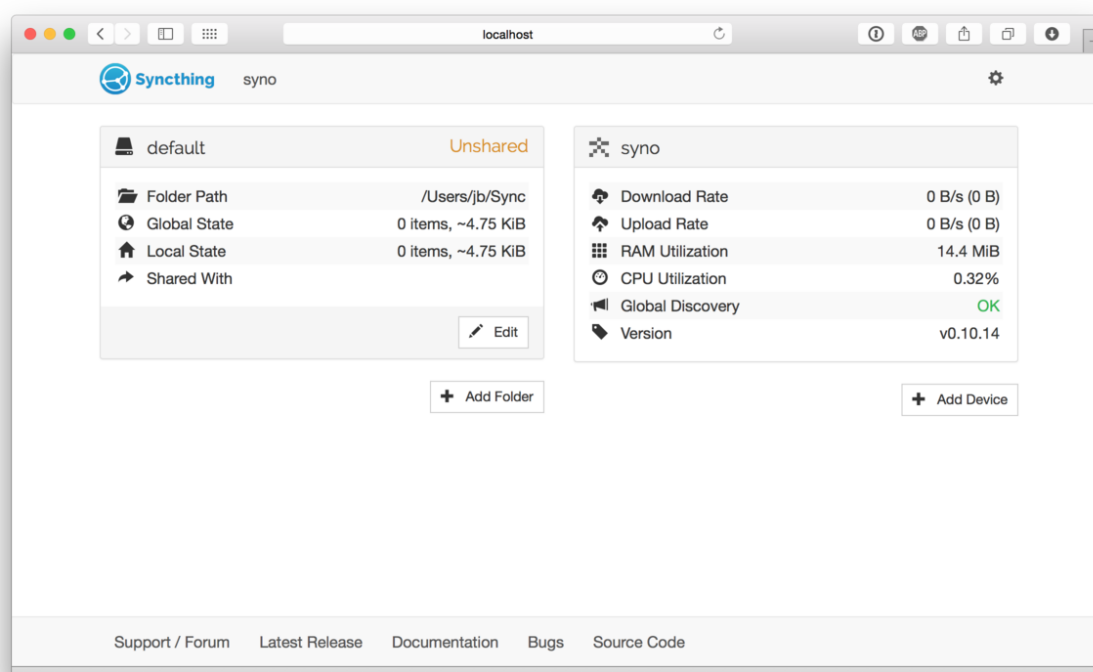 localhost
ABP
Syncthing syno
default Unshared
Folder Path /Users/jb/Sync
Global State 0 items, ~4.75 KiB
Local State 0 items, ~4.75 KiB
Shared With
Edit
Add Folder
syno
Download Rate 0 B/s (0 B)
Upload Rate 0 B/s (0 B)
RAM Utilization 14.4 MiB
CPU Utilization 0.32%
Global Discovery OK
Version v0.10.14
Add Device
Support / Forum Latest Release Documentation Bugs Source Code